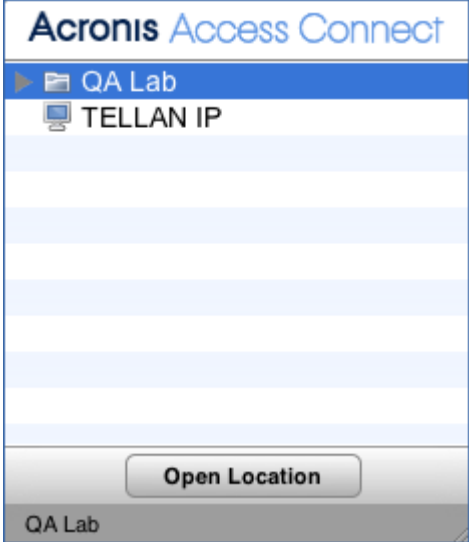 Acronis Access Connect
QA Lab
TELLAN IP
Open Location
QA Lab